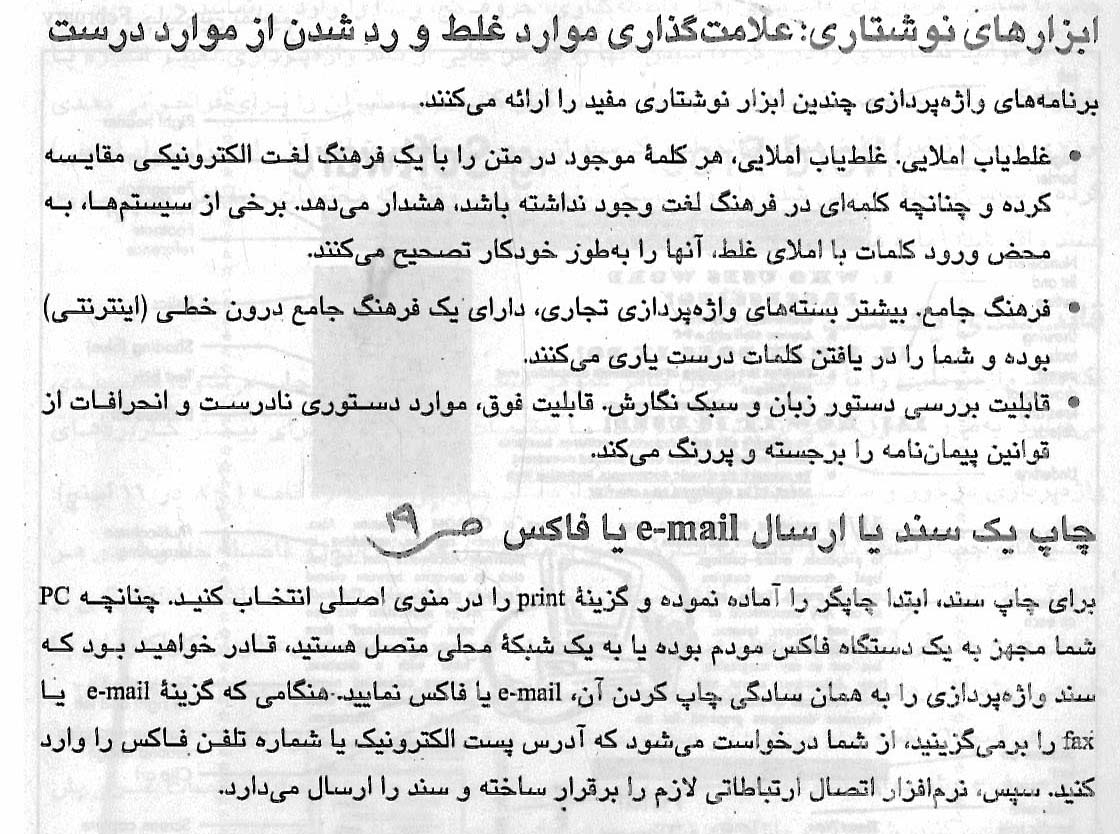 ابزارهای نوشتاری: علامت‌گذاری موارد غلط و رد شدن از موارد درست
برنامه‌های واژه‌پردازی چندین ابزار نوشتاری مفید را ارائه می‌کنند.
• غلط‌یاب املایی. غلط‌یاب املایی، هر کلمهٔ موجود در متن را با یک فرهنگ لغت الکترونیکی مقایسه
کرده و چنانچه کلمه‌ای در فرهنگ لغت وجود نداشته باشد، هشدار می‌دهد. برخی از سیستم‌ها، به
محض ورود کلمات با املای غلط، آنها را به‌طور خودکار تصحیح می‌کنند.
• فرهنگ جامع. بیشتر بسته‌های واژه‌پردازی تجاری، دارای یک فرهنگ جامع درون خطی (اینترنتی)
بوده و شما را در یافتن کلمات درست یاری می‌کنند.
• قابلیت بررسی دستور زبان و سبک نگارش. قابلیت فوق، موارد دستوری نادرست و انحرافات از
قوانین پیمان‌نامه را برجسته و پررنگ می‌کند.
چاپ یک سند یا ارسال e-mail یا فاکس ص ۱۹
برای چاپ سند، ابتدا چاپگر را آماده نموده و گزینهٔ print را در منوی اصلی انتخاب کنید. چنانچه PC
شما مجهز به یک دستگاه فاکس مودم بوده یا به یک شبکهٔ محلی متصل هستید، قادر خواهید بود که
سند واژه‌پردازی را به همان سادگی چاپ کردن آن، e-mail یا فاکس نمایید. هنگامی که گزینهٔ e-mail یا
fax را برمی‌گزینید، از شما درخواست می‌شود که آدرس پست الکترونیک یا شماره تلفن فاکس را وارد
کنید. سپس، نرم‌افزار اتصال ارتباطاتی لازم را برقرار ساخته و سند را ارسال می‌دارد.